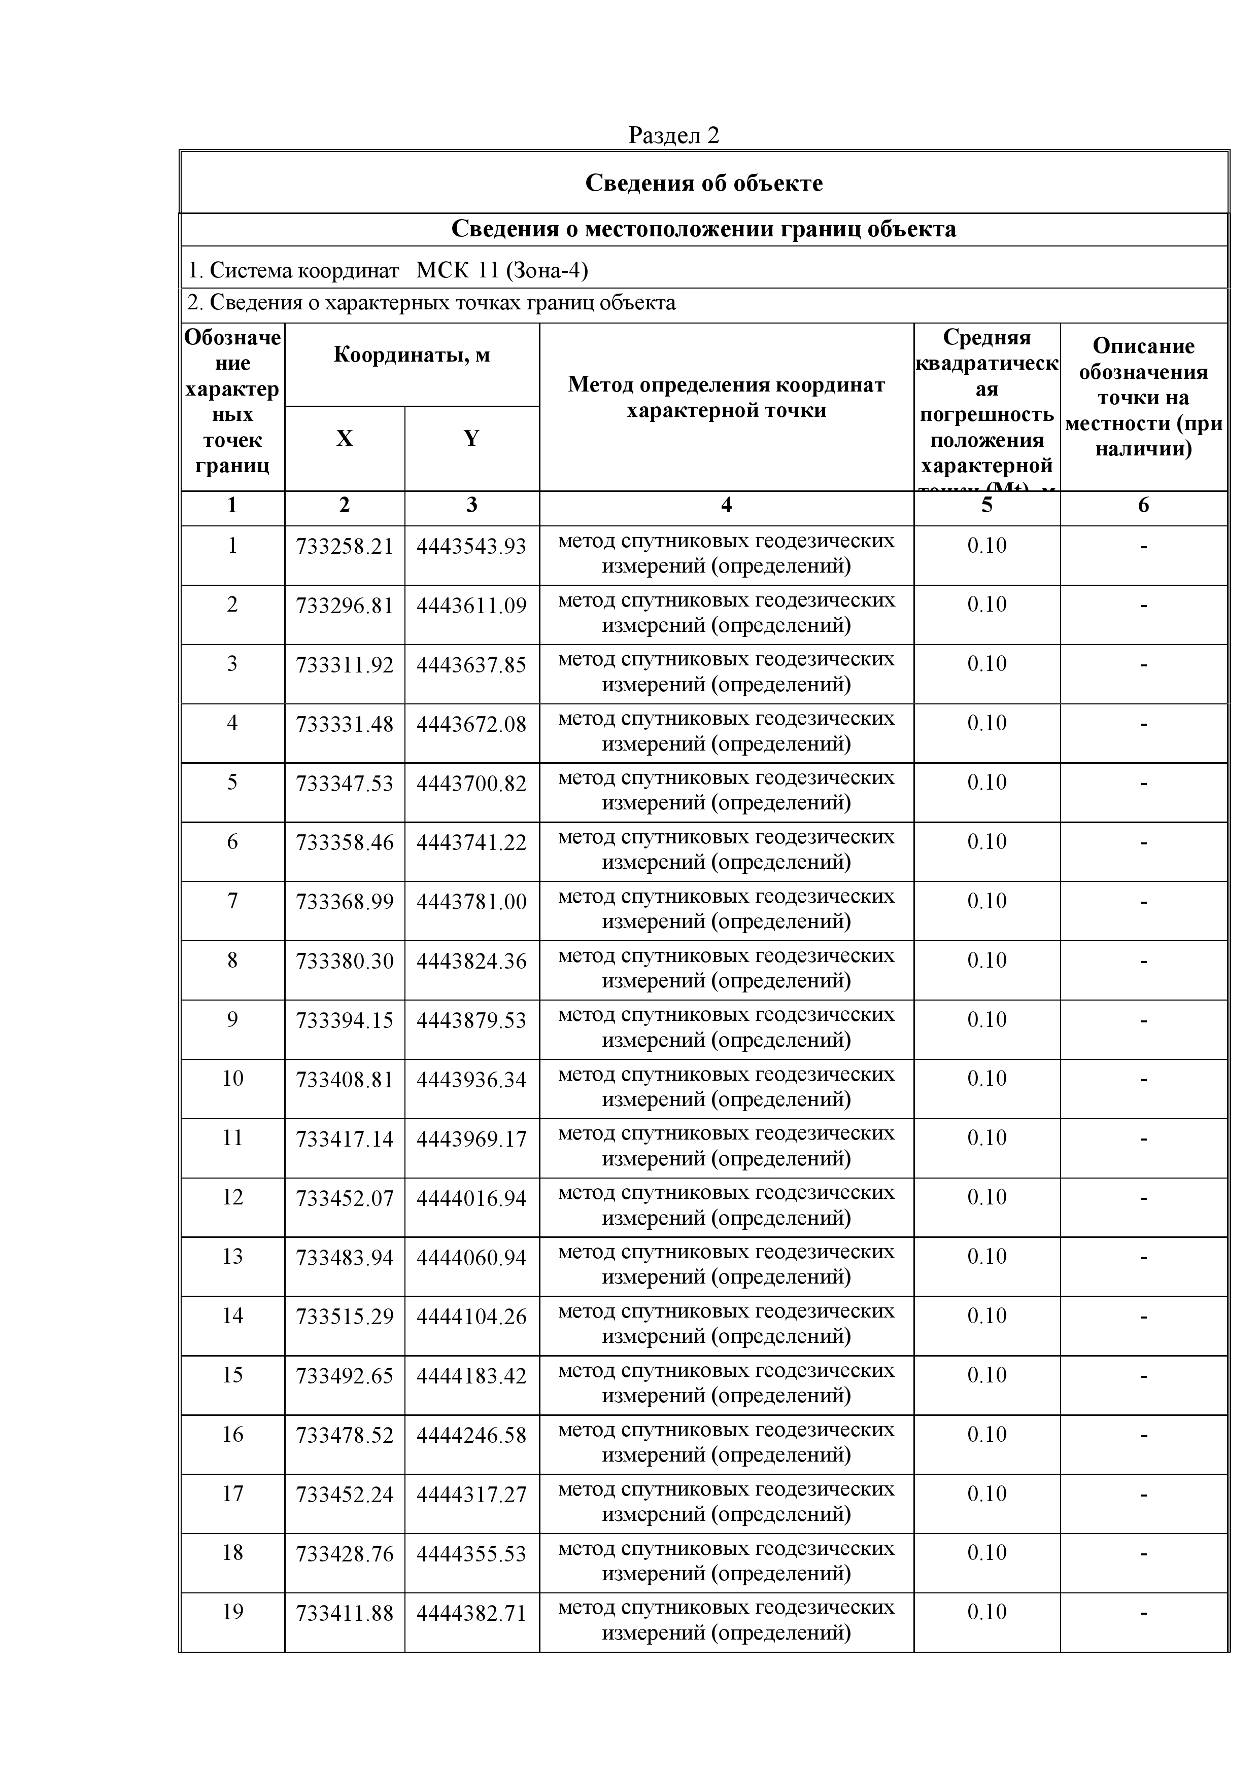 Раздел 2
Сведения об объекте
Сведения о местоположении границ объекта
1. Система координат МСК 11 (Зона-4)
2. Сведения о характерных точках границ объекта
Обозначе
ние
характер
ных
точек
границ
Координаты, м
X Y
Метод определения координат
характерной точки
Средняя
квадратическ
ая
погрешность
положения
характерной
точки (Mt), м
Описание
обозначения
точки на
местности (при
наличии)
1 2 3 4 5 6
1 733258.21 4443543.93 метод спутниковых геодезических 0.10 -
измерений (определений)
2 733296.81 4443611.09 метод спутниковых геодезических 0.10 -
измерений (определений)
3 733311.92 4443637.85 метод спутниковых геодезических 0.10 -
измерений (определений)
4 733331.48 4443672.08 метод спутниковых геодезических 0.10 -
измерений (определений)
5 733347.53 4443700.82 метод спутниковых геодезических 0.10 -
измерений (определений)
6 733358.46 4443741.22 метод спутниковых геодезических 0.10 -
измерений (определений)
7 733368.99 4443781.00 метод спутниковых геодезических 0.10 -
измерений (определений)
8 733380.30 4443824.36 метод спутниковых геодезических 0.10 -
измерений (определений)
9 733394.15 4443879.53 метод спутниковых геодезических 0.10 -
измерений (определений)
10 733408.81 4443936.34 метод спутниковых геодезических 0.10 -
измерений (определений)
11 733417.14 4443969.17 метод спутниковых геодезических 0.10 -
измерений (определений)
12 733452.07 4444016.94 метод спутниковых геодезических 0.10 -
измерений (определений)
13 733483.94 4444060.94 метод спутниковых геодезических 0.10 -
измерений (определений)
14 733515.29 4444104.26 метод спутниковых геодезических 0.10 -
измерений (определений)
15 733492.65 4444183.42 метод спутниковых геодезических 0.10 -
измерений (определений)
16 733478.52 4444246.58 метод спутниковых геодезических 0.10 -
измерений (определений)
17 733452.24 4444317.27 метод спутниковых геодезических 0.10 -
измерений (определений)
18 733428.76 4444355.53 метод спутниковых геодезических 0.10 -
измерений (определений)
19 733411.88 4444382.71 метод спутниковых геодезических 0.10 -
измерений (определений)